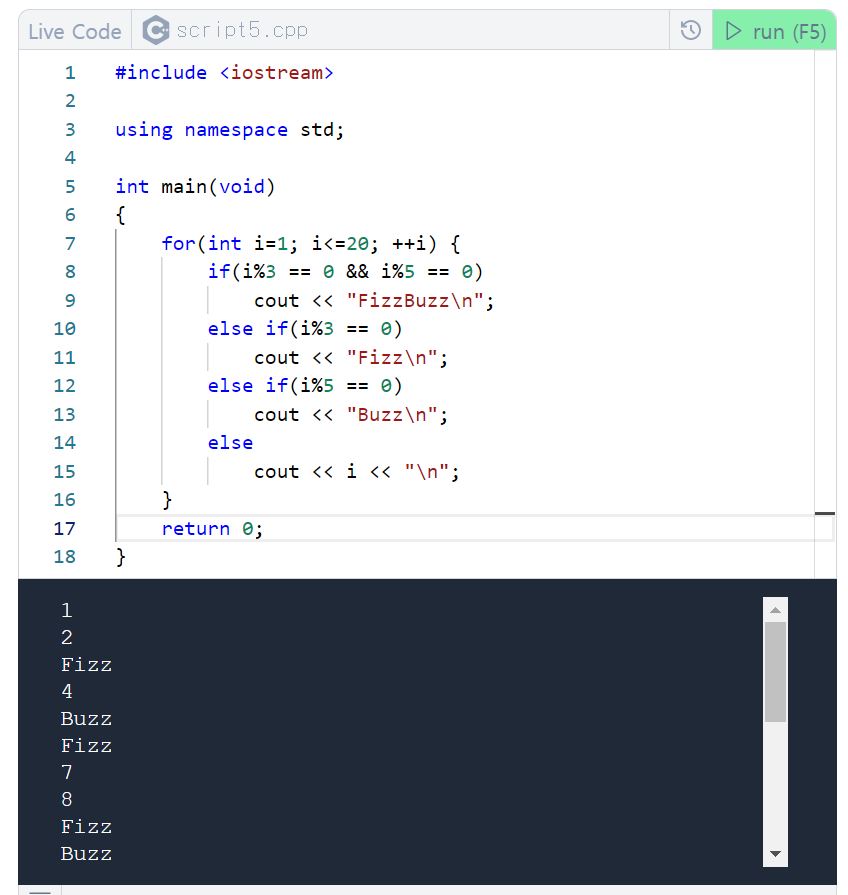 Live Code script5.cpp run (F5)
1 #include <iostream>
2
3 using namespace std;
4
5 int main(void)
6 {
7     for(int i=1; i<=20; ++i) {
8         if(i%3 == 0 && i%5 == 0)
9             cout << "FizzBuzz\n";
10         else if(i%3 == 0)
11             cout << "Fizz\n";
12         else if(i%5 == 0)
13             cout << "Buzz\n";
14         else
15             cout << i << "\n";
16     }
17     return 0;
18 }
1
2
Fizz
4
Buzz
Fizz
7
8
Fizz
Buzz